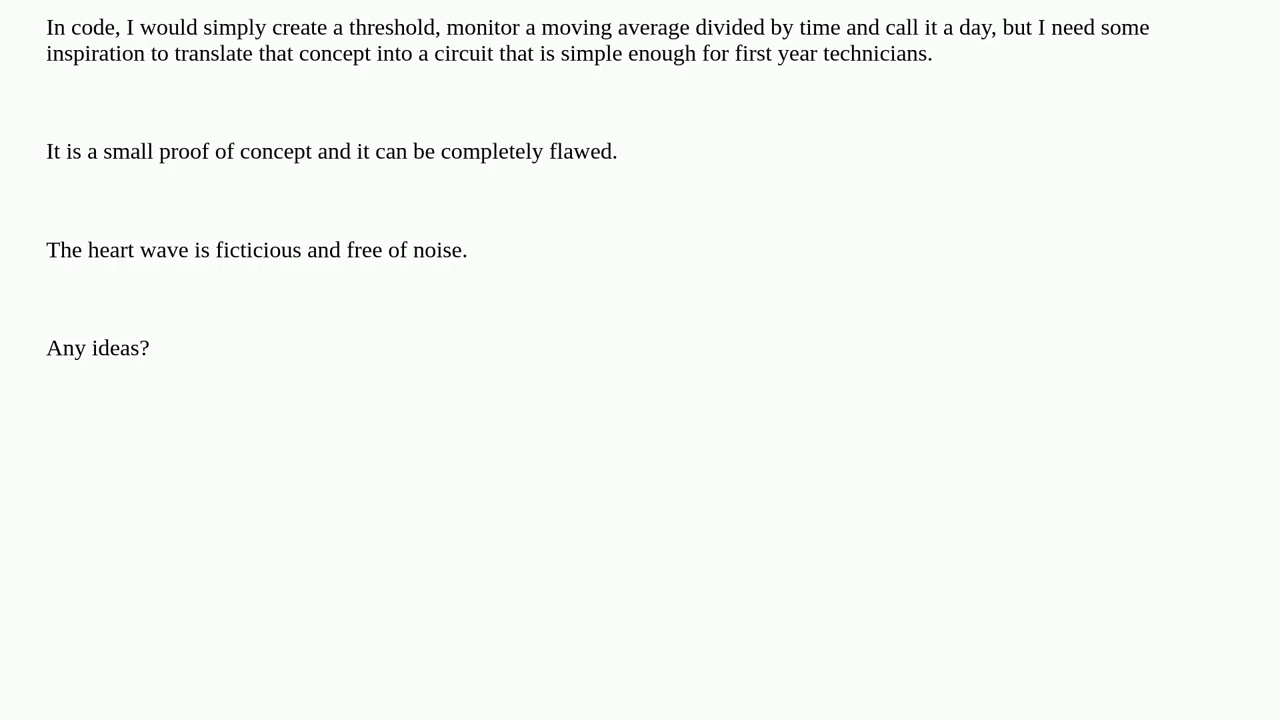 In code, I would simply create a threshold, monitor a moving average divided by time and call it a day, but I need some
inspiration to translate that concept into a circuit that is simple enough for first year technicians.
It is a small proof of concept and it can be completely flawed.
The heart wave is ficticious and free of noise.
Any ideas?